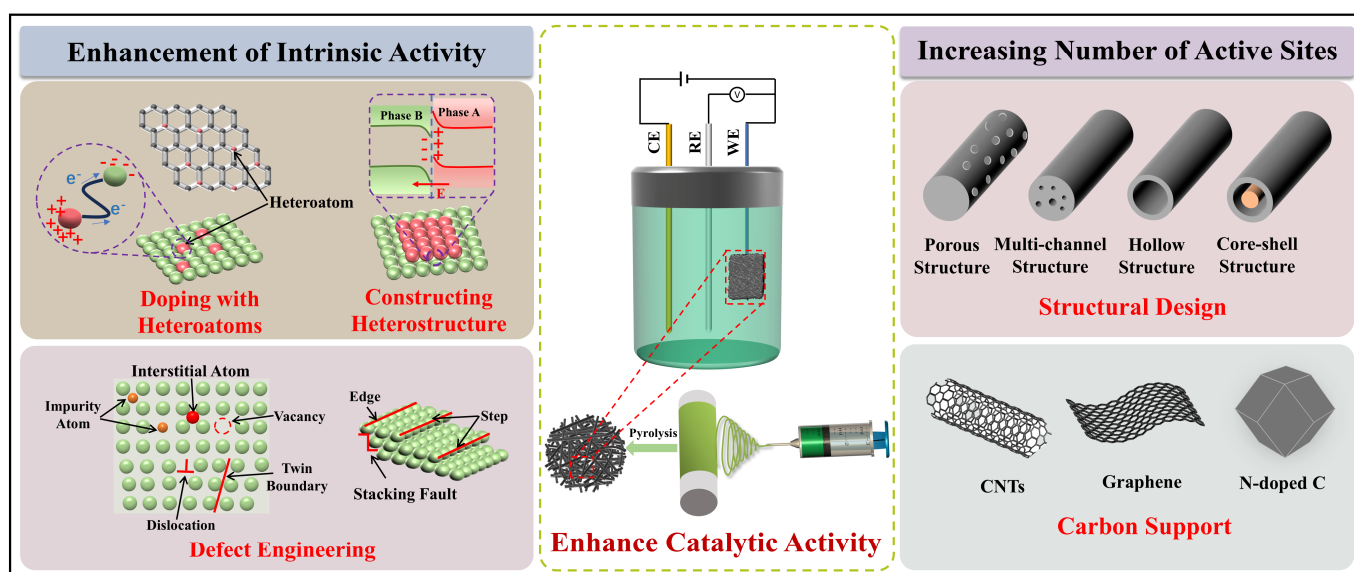 Enhancement of Intrinsic Activity
Phase B
Phase A
+
+
+
-
-
-
E
e-
e-
- - - -
+ + + + + + + +
Heteroatom
Doping with
Heteroatoms
Constructing
Heterostructure
Interstitial Atom
Impurity
Atom
Vacancy
Twin
Boundary
Dislocation
Edge
Step
Stacking Fault
Defect Engineering
V
CE
RE
WE
Pyrolysis
Enhance Catalytic Activity
Increasing Number of Active Sites
Porous
Structure
Multi-channel
Structure
Hollow
Structure
Core-shell
Structure
Structural Design
CNTs
Graphene
N-doped C
Carbon Support